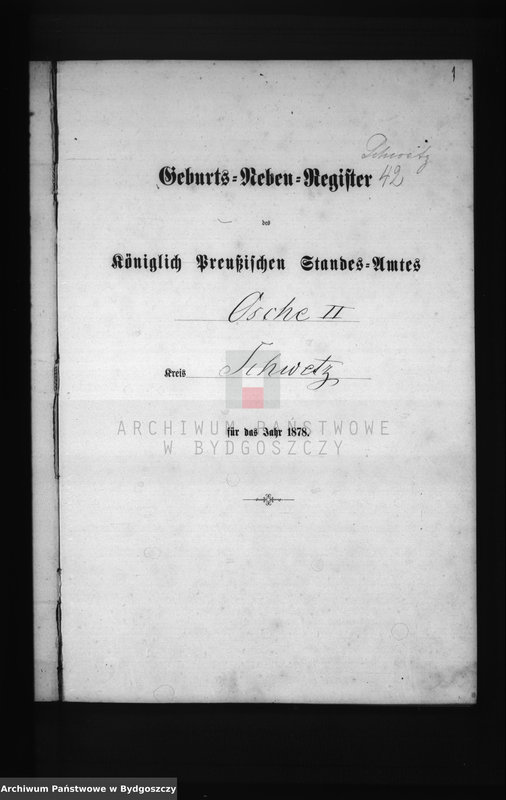 1
Schwetz
42
Geburts-Neben-Register
des
Königlich Preußischen Standes-Amtes
Osche II
Kreis Schwetz
ARCHIWUM PAŃSTWOWE
W BYDGOSZCZY
für das Jahr 1878.
Archiwum Państwowe w Bydgoszczy